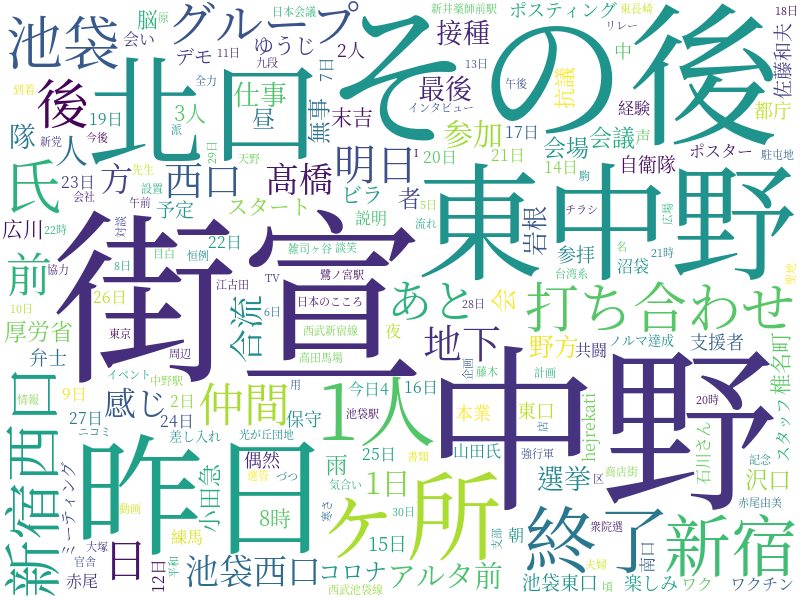 その後
街宣
中野
東中野
北口
昨日
ヶ所
1人
新宿
新宿西口
打ち合わせ
終了
池袋
グループ
後
氏
前
人
方
隊
西口
明日
髙橋
仲間
合流
あと
地下
感じ
池袋西口
アルタ前
コロナ
選挙
沢口
野方
会
岩根
椎名町
会議
会場
参加
接種
最後
仕事
昼
無事
末吉
脳
ゆうじ
デモ
会い
2人
3人
19日
23日
広川
厚労省
弁士
26日
9日
27日
24日
2日
22日
予定
スタート
ビラ
説明
者
20日
21日
17日
14日
自衛隊
参拝
沼袋
抗議
経験
都庁
佐藤和夫
ポスティング
ポスター
中
声
支援者
ノルマ達成
共闘
スタッフ
石川さん
hejrekati
今日4
16日
保守
夜
本業
東口
山田氏
25日
雨
偶然
小田急
8時
1日
15日
朝
池袋東口
楽しみ
ワク
ワクチン
南口
赤尾由美
衆院選
赤尾
日
12日
練馬
ミーティング
差し入れ
光が丘団地
西武池袋線
西武新宿線
高田馬場
日本のこころ
鷺ノ宮駅
雑司ヶ谷
談笑
江古田
目白
恒例
対談
8日
6日
TV
東京
周辺
イベント
中野駅
池袋駅
協力
10日
22時
午前
会社
設置
先生
天野
29日
派
新党
今後
11日
九段
全力
到着
原
日本会議
7日
インタビュー
13日
午後
新井薬師前駅
リレー
東長崎
18日
駐屯地
チラシ
広場
駒
5日
流れ
名
台湾系
21時
28日
企画
藤木
計画
用
店
強行軍
商店街
区
記念
20時
書類
気合い
づつ
寒さ
30日
支部
夫婦
頃
動画
運営
平和
官舎
大塚
ニコミ
情報
I